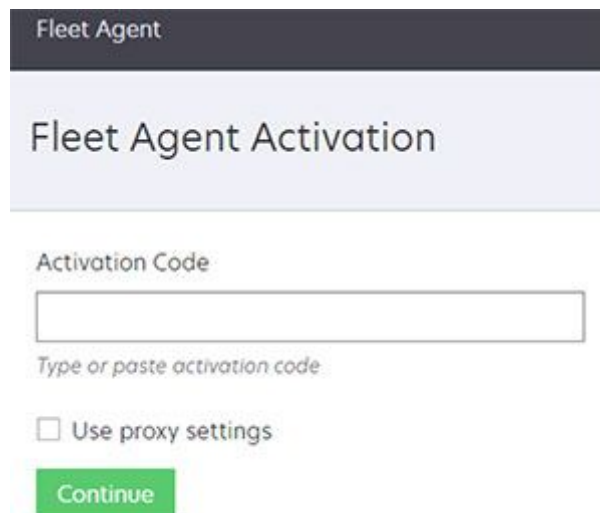 Fleet Agent
Fleet Agent Activation
Activation Code
Type or paste activation code
Use proxy settings
Continue